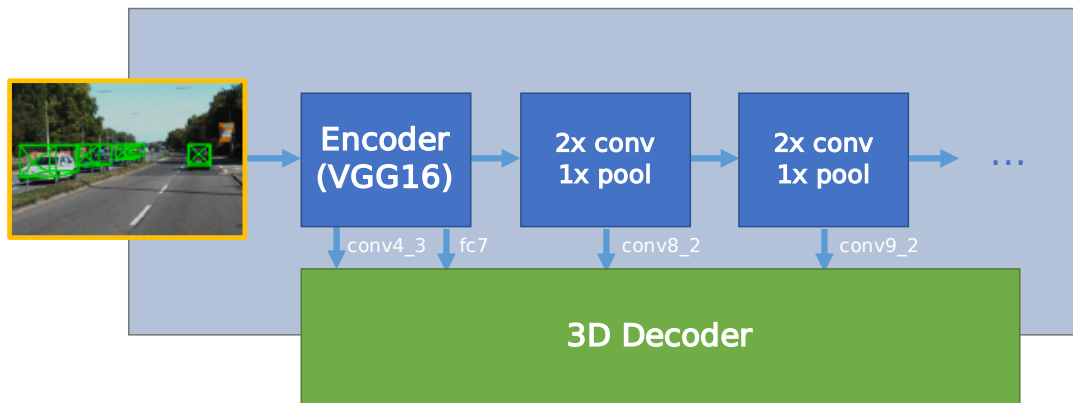 Encoder
(VGG16)
2x conv
1x pool
2x conv
1x pool
...
conv4_3
fc7
conv8_2
conv9_2
3D Decoder